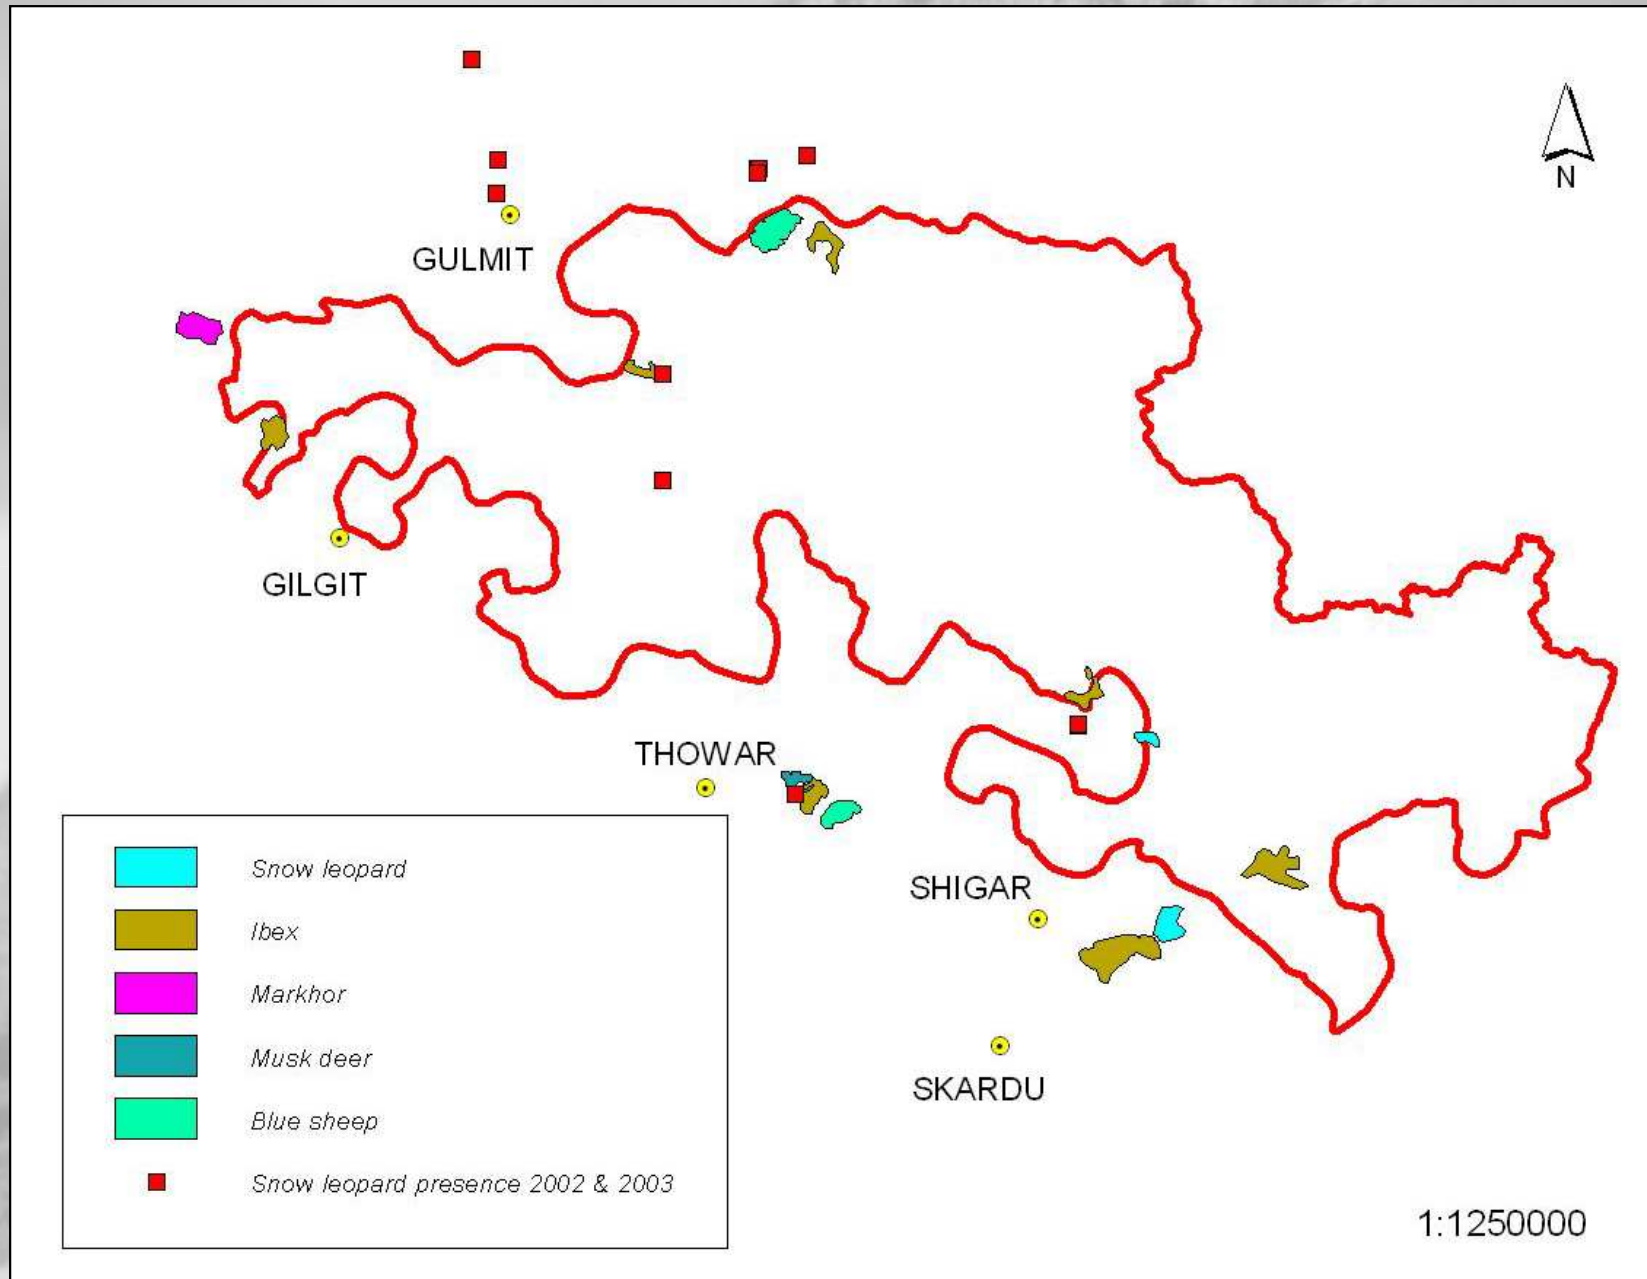 N
GULMIT
GILGIT
THOWAR
SHIGAR
SKARDU
Snow leopard
Ibex
Markhor
Musk deer
Blue sheep
Snow leopard presence 2002 & 2003
1:1250000